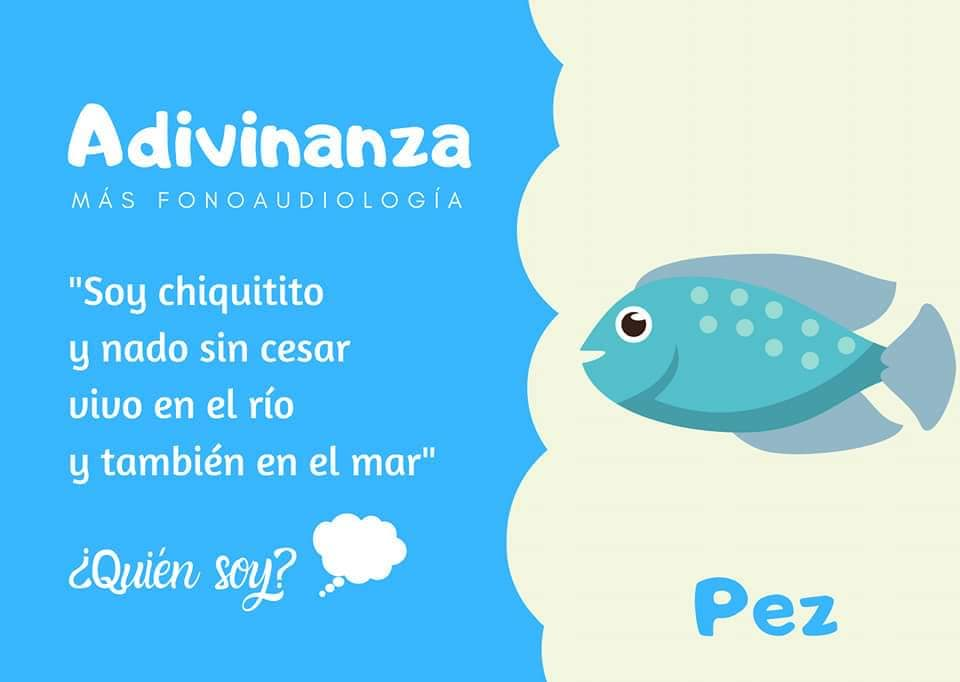 Adivinanza
MÁS FONOAUDIOLOGÍA
"Soy chiquitito
y nado sin cesar
vivo en el río
y también en el mar"
¿Quién soy?
Pez